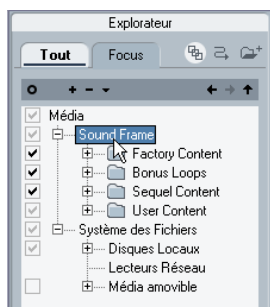 Explorateur
Tout Focus
Média
Sound Frame
Factory Content
Bonus Loops
Sequel Content
User Content
Système des Fichiers
Disques Locaux
Lecteurs Réseau
Média amovible